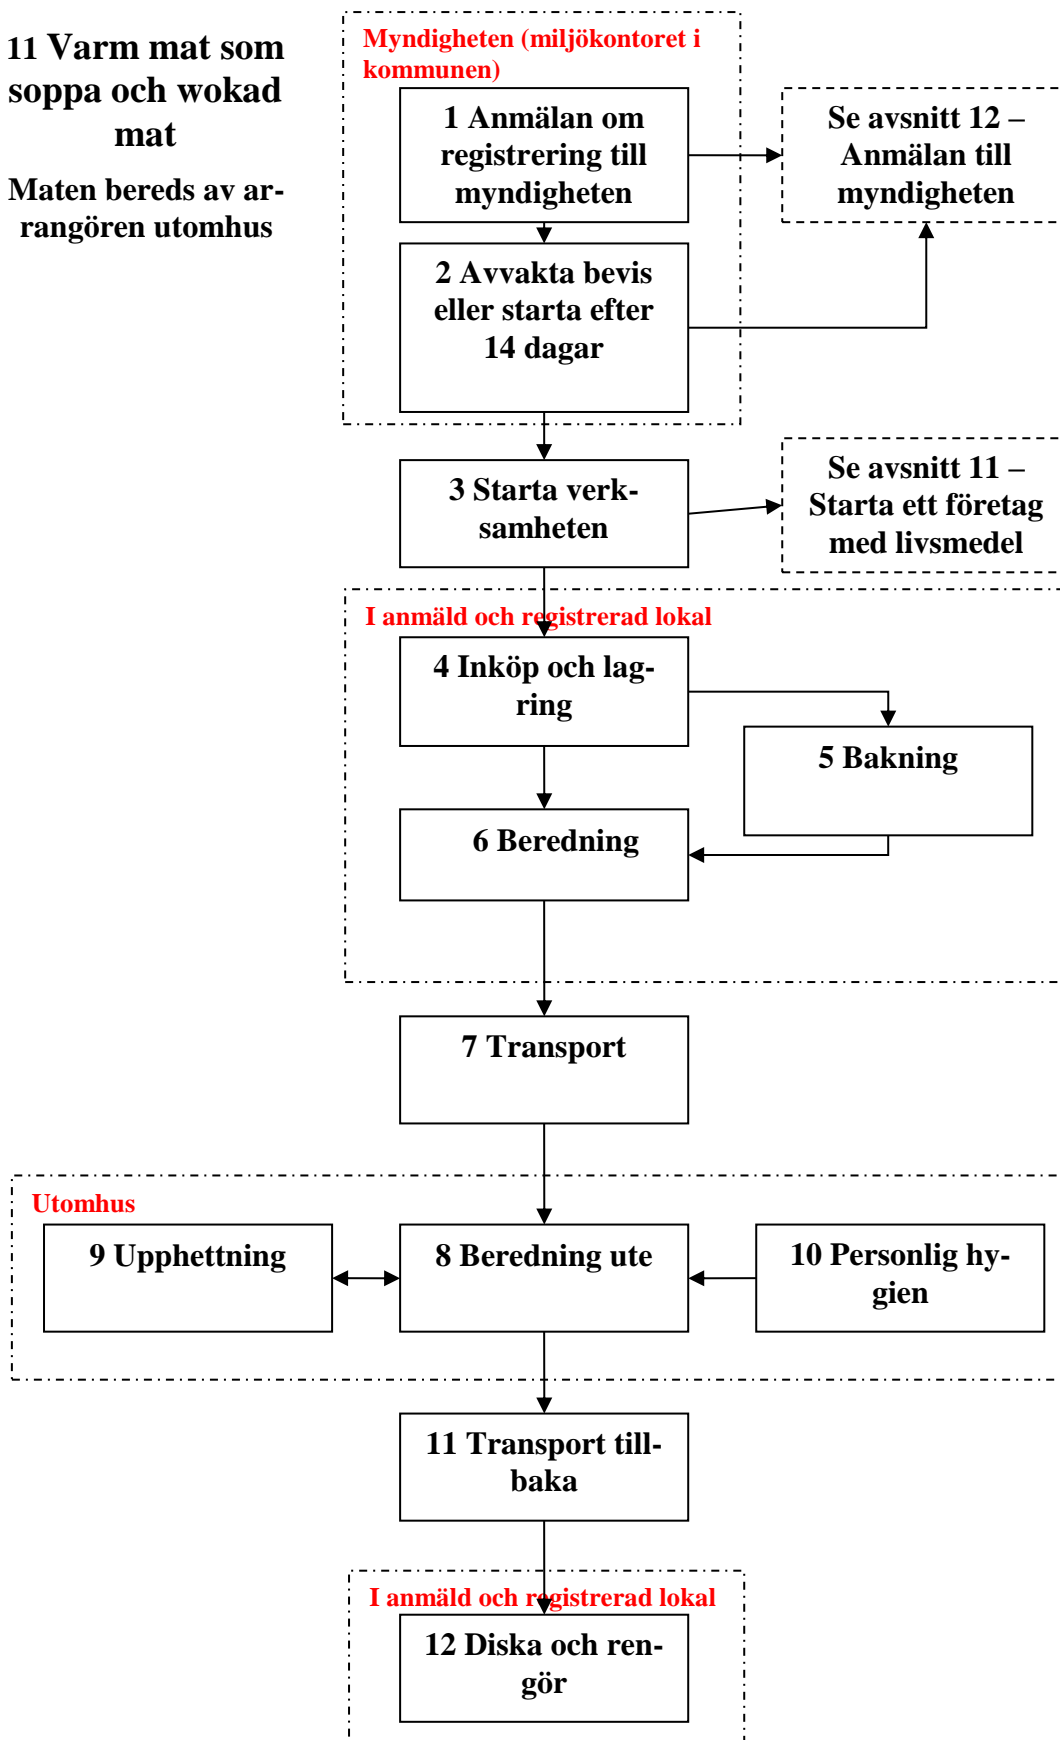 11 Varm mat som
soppa och wokad
mat
Maten bereds av ar-
rangören utomhus
Myndigheten (miljökontoret i
kommunen)
1 Anmälan om
registrering till
myndigheten
Se avsnitt 12 –
Anmälan till
myndigheten
2 Avvakta bevis
eller starta efter
14 dagar
3 Starta verk-
samheten
Se avsnitt 11 –
Starta ett företag
med livsmedel
I anmäld och registrerad lokal
4 Inköp och lag-
ring
5 Bakning
6 Beredning
7 Transport
Utomhus
9 Upphettning
8 Beredning ute
10 Personlig hy-
gien
11 Transport till-
baka
I anmäld och registrerad lokal
12 Diska och ren-
gör